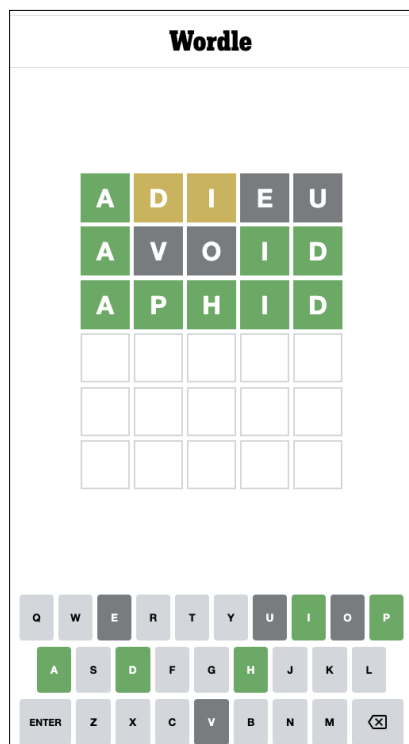 Wordle
A D I E U
A V O I D
A P H I D
Q W E R T Y U I O P
A S D F G H J K L
ENTER Z X C V B N M